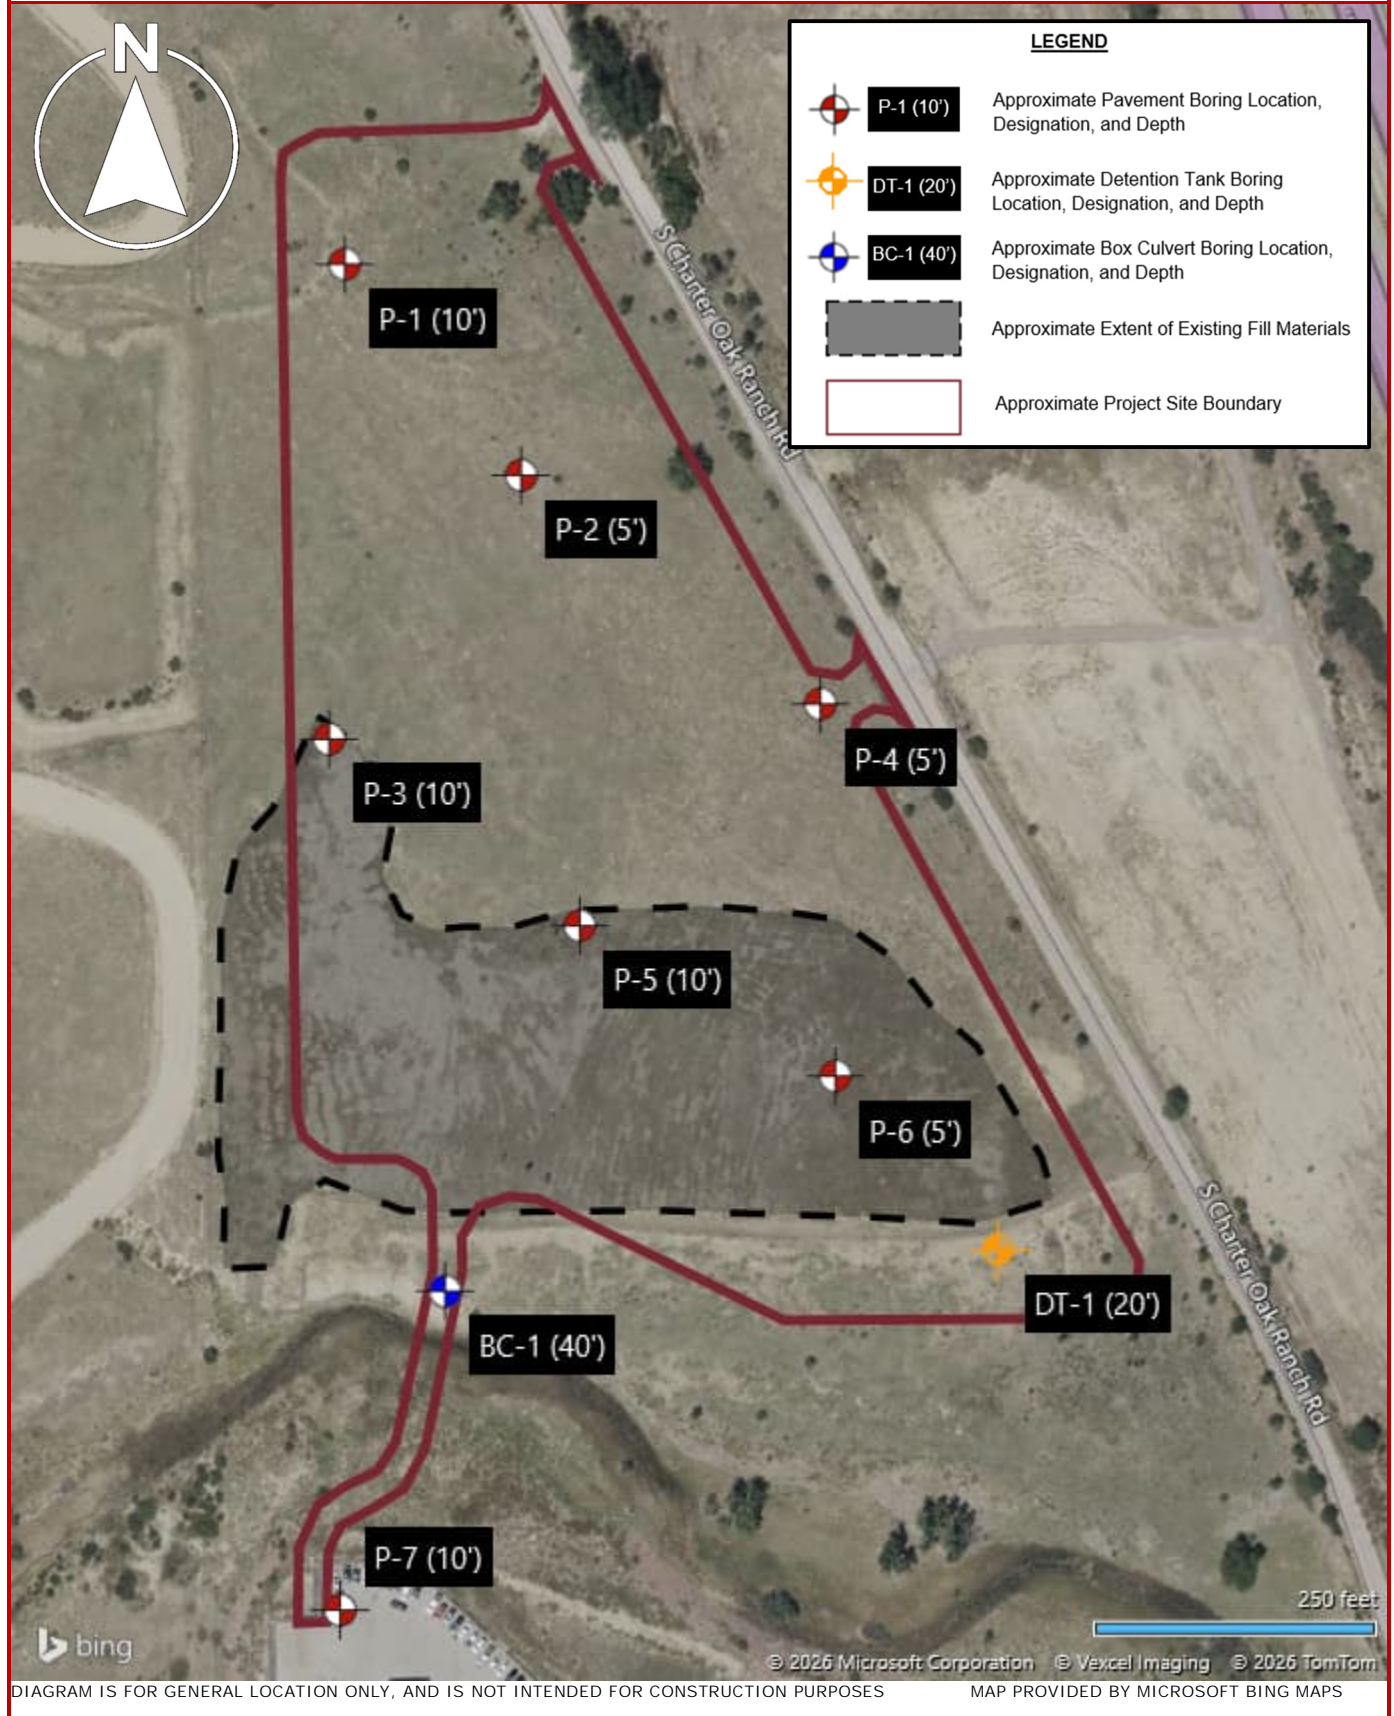 N
LEGEND
P-1 (10')
Approximate Pavement Boring Location,
Designation, and Depth
DT-1 (20')
Approximate Detention Tank Boring
Location, Designation, and Depth
BC-1 (40')
Approximate Box Culvert Boring Location,
Designation, and Depth
Approximate Extent of Existing Fill Materials
Approximate Project Site Boundary
S Charter Oak Ranch Rd
P-1 (10')
P-2 (5')
P-4 (5')
P-3 (10')
P-5 (10')
P-6 (5')
S Charter Oak Ranch Rd
DT-1 (20')
BC-1 (40')
P-7 (10')
250 feet
bing
© 2026 Microsoft Corporation © Vexcel Imaging © 2026 TomTom
DIAGRAM IS FOR GENERAL LOCATION ONLY, AND IS NOT INTENDED FOR CONSTRUCTION PURPOSES
MAP PROVIDED BY MICROSOFT BING MAPS